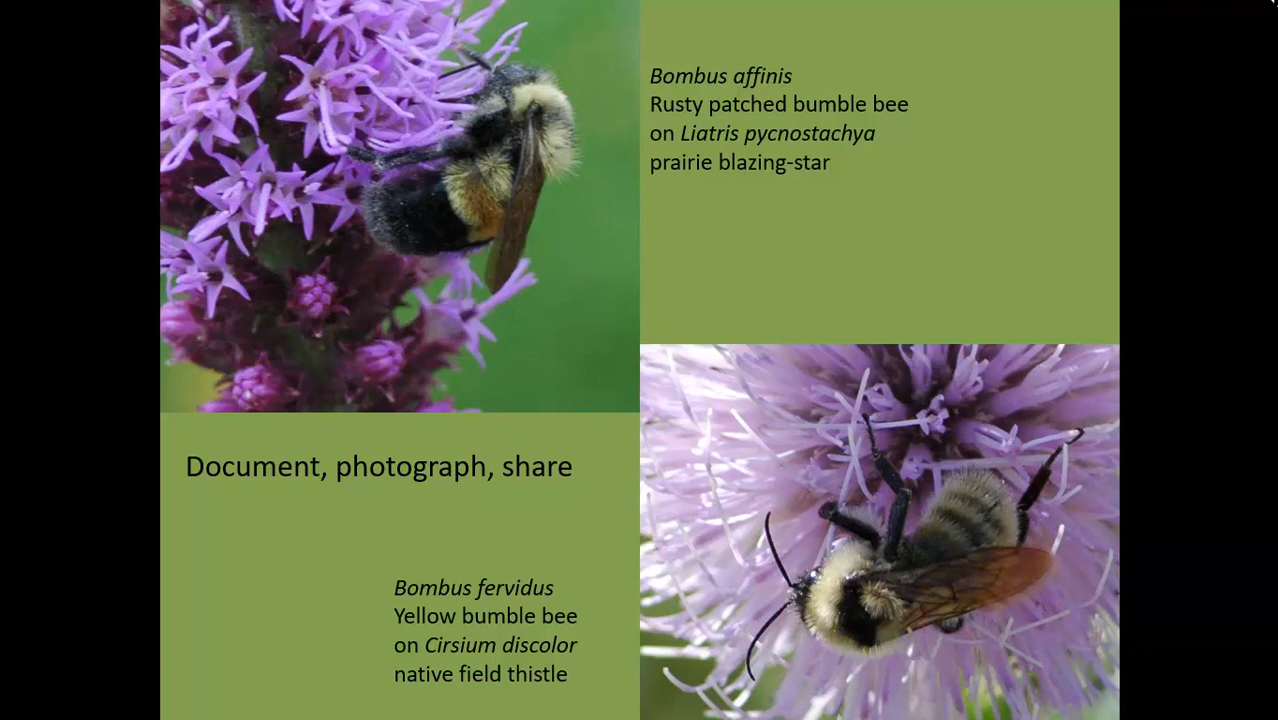 Bombus affinis
Rusty patched bumble bee
on Liatris pycnostachya
prairie blazing-star
Document, photograph, share
Bombus fervidus
Yellow bumble bee
on Cirsium discolor
native field thistle